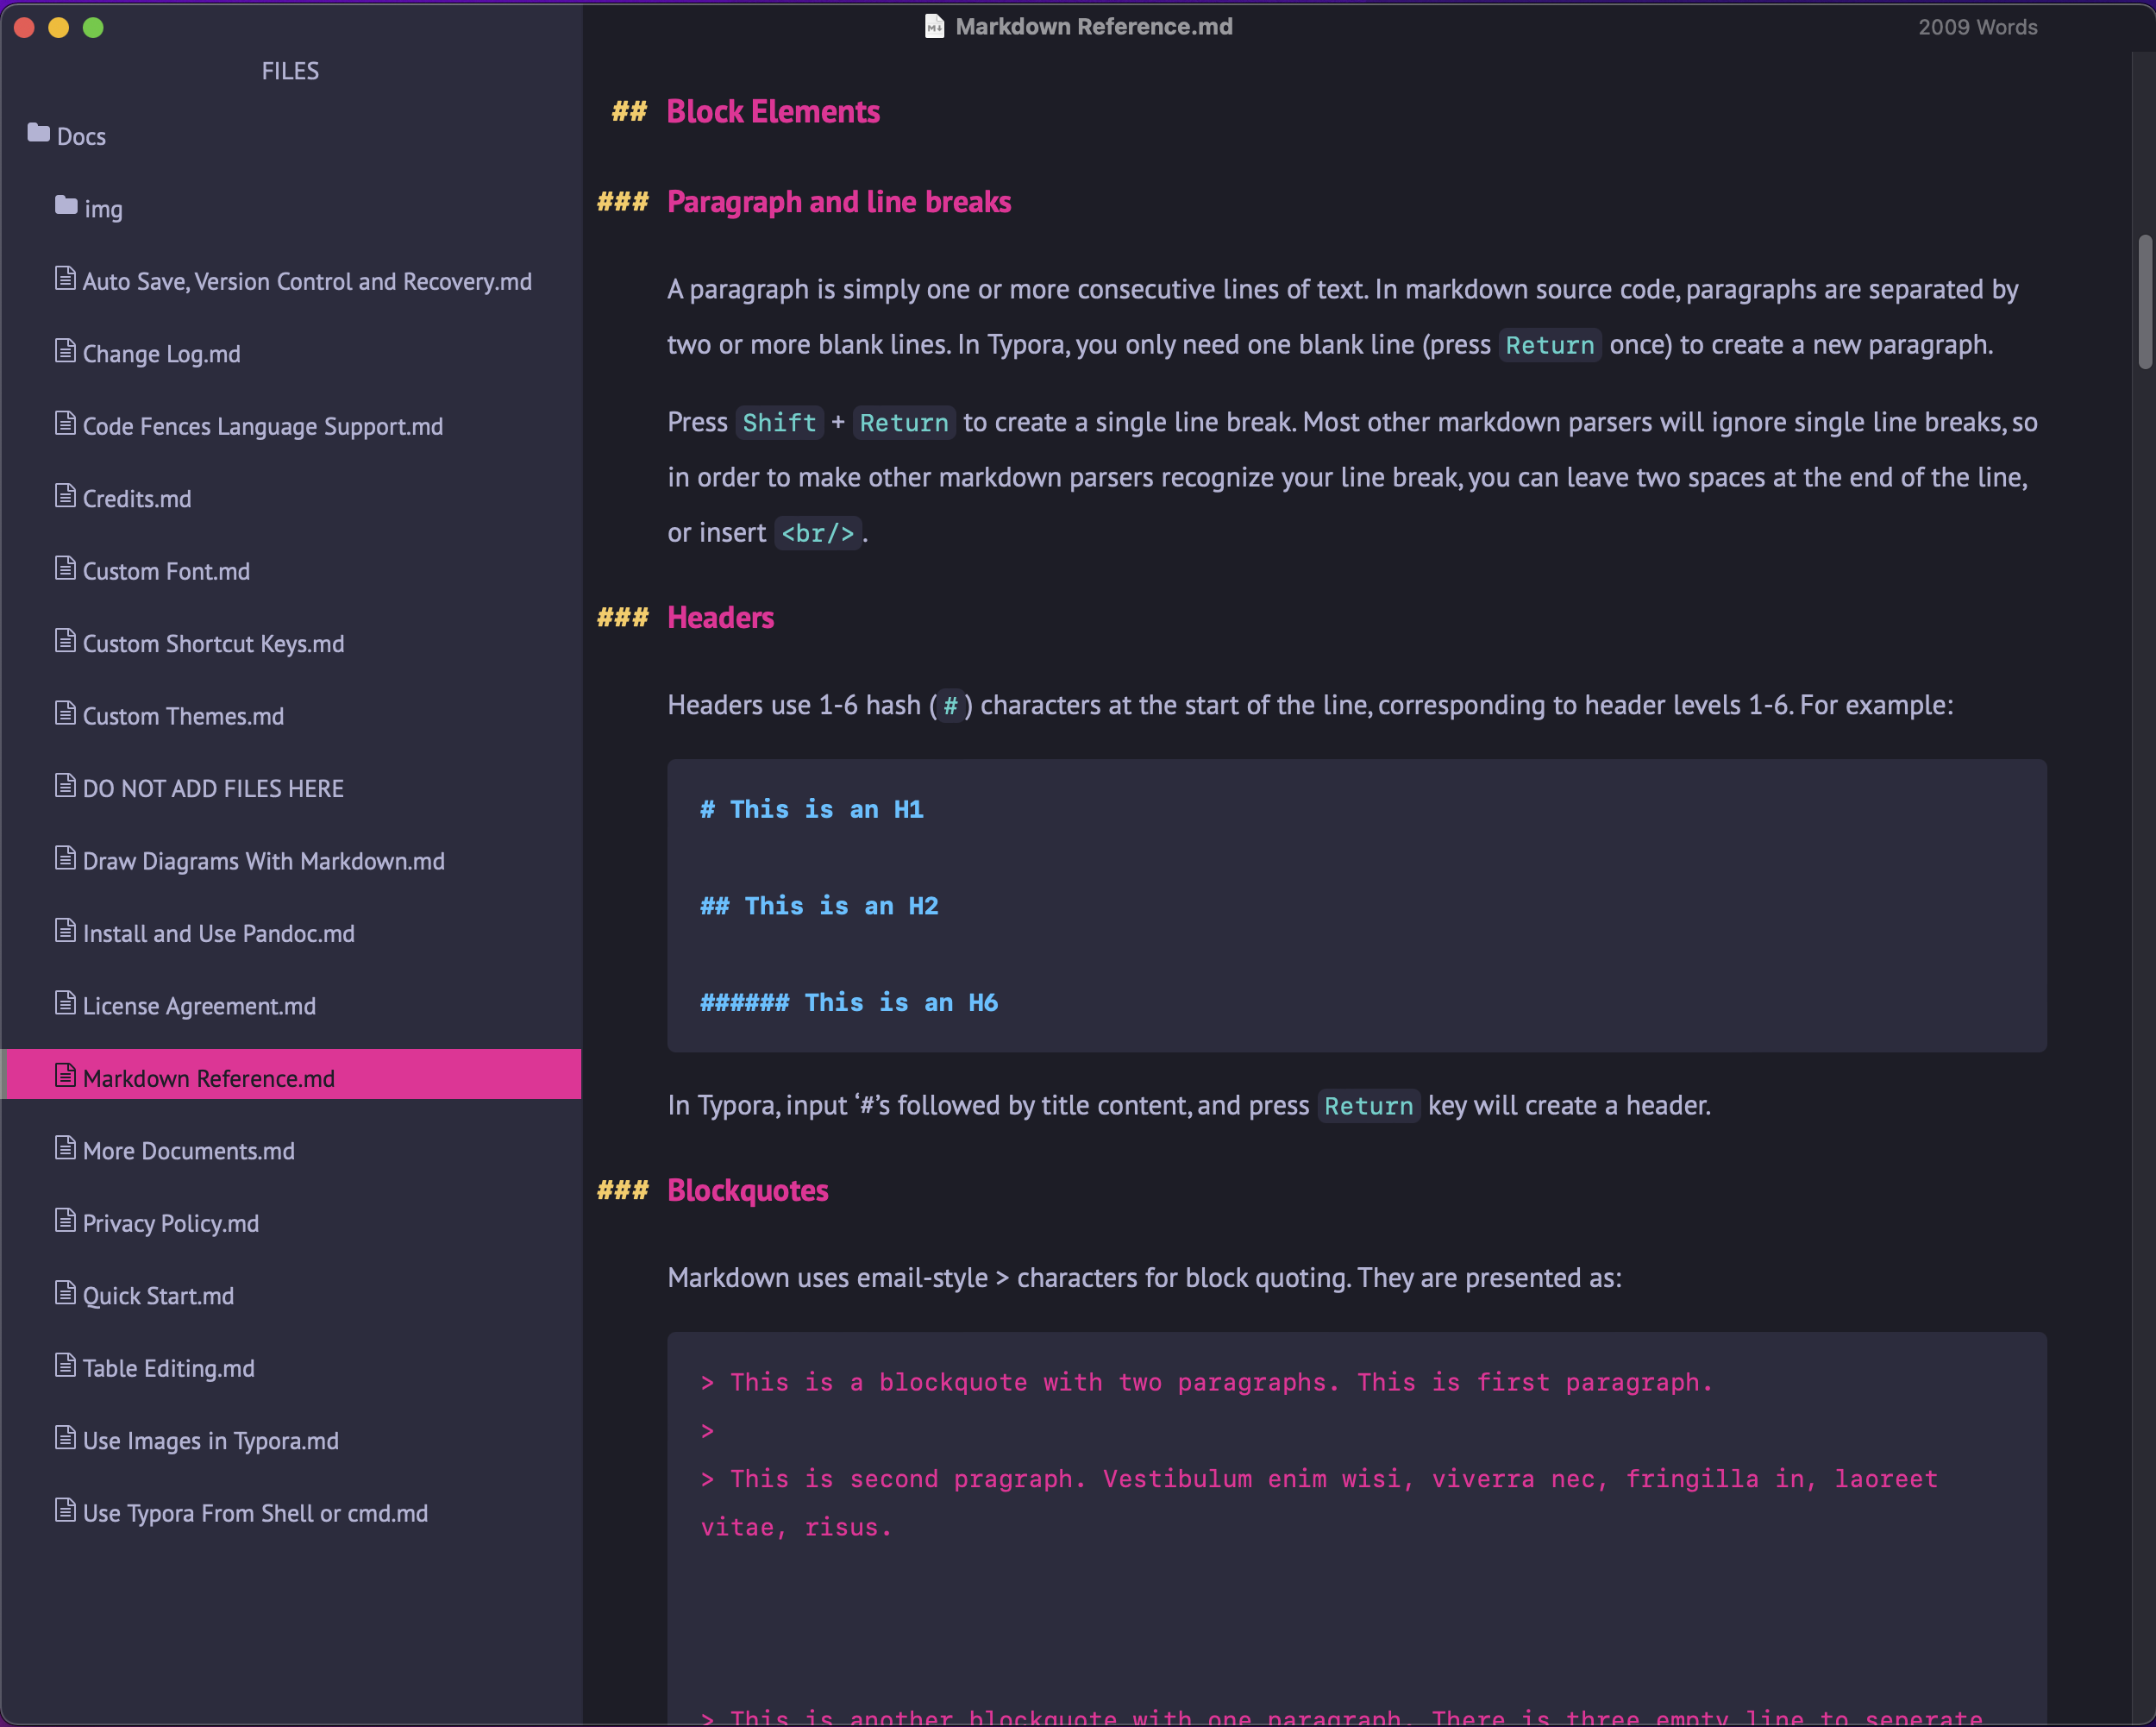 Markdown Reference.md
2009 Words
FILES
Docs
img
Auto Save, Version Control and Recovery.md
Change Log.md
Code Fences Language Support.md
Credits.md
Custom Font.md
Custom Shortcut Keys.md
Custom Themes.md
DO NOT ADD FILES HERE
Draw Diagrams With Markdown.md
Install and Use Pandoc.md
License Agreement.md
Markdown Reference.md
More Documents.md
Privacy Policy.md
Quick Start.md
Table Editing.md
Use Images in Typora.md
Use Typora From Shell or cmd.md
## Block Elements
### Paragraph and line breaks
A paragraph is simply one or more consecutive lines of text. In markdown source code, paragraphs are separated by
two or more blank lines. In Typora, you only need one blank line (press Return once) to create a new paragraph.
Press Shift + Return to create a single line break. Most other markdown parsers will ignore single line breaks, so
in order to make other markdown parsers recognize your line break, you can leave two spaces at the end of the line,
or insert <br/>.
### Headers
Headers use 1-6 hash (#) characters at the start of the line, corresponding to header levels 1-6. For example:
# This is an H1
## This is an H2
###### This is an H6
In Typora, input ‘#’s followed by title content, and press Return key will create a header.
### Blockquotes
Markdown uses email-style > characters for block quoting. They are presented as:
> This is a blockquote with two paragraphs. This is first paragraph.
>
> This is second pragraph. Vestibulum enim wisi, viverra nec, fringilla in, laoreet
vitae, risus.
> This is another blockquote with one paragraph. There is three empty line to seperate